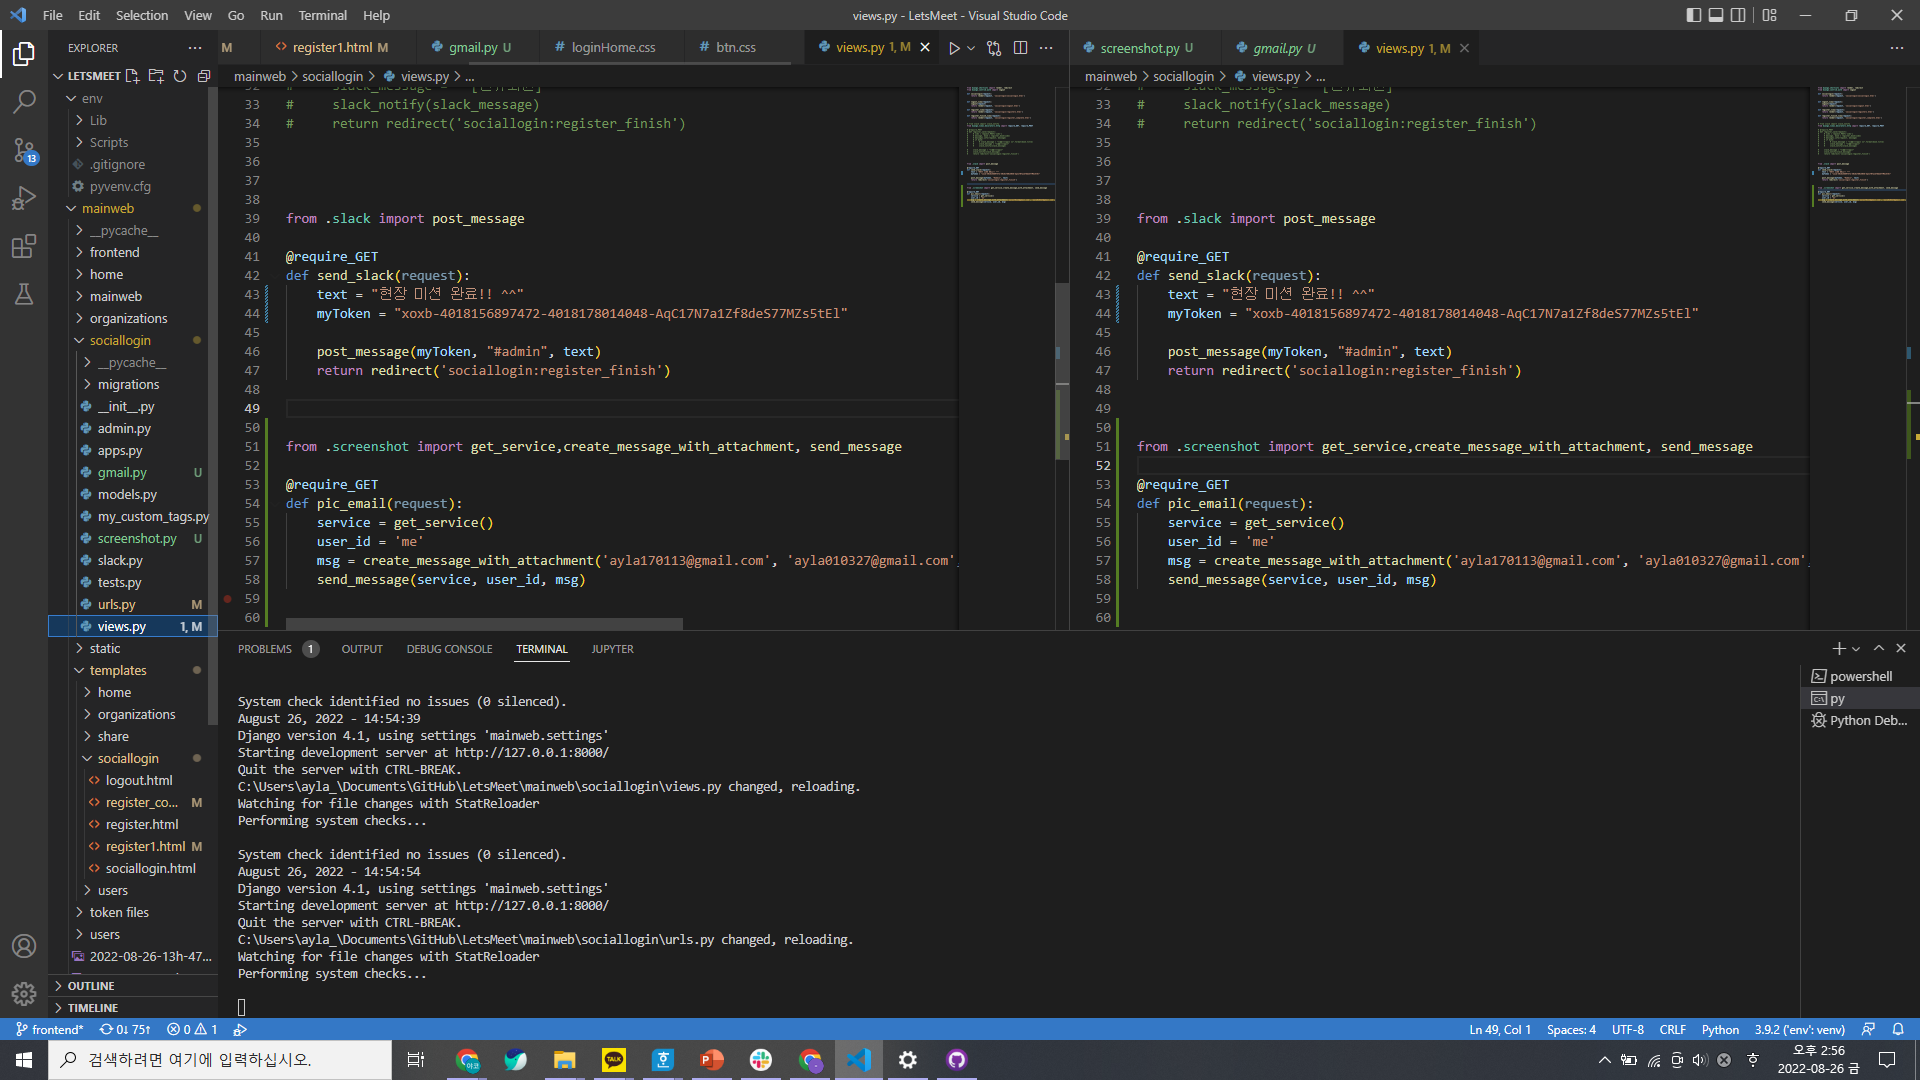 File Edit Selection View Go Run Terminal Help
views.py - LetsMeet - Visual Studio Code
EXPLORER
LETSMEET
env
Lib
Scripts
.gitignore
pyvenv.cfg
mainweb
__pycache__
frontend
home
mainweb
organizations
sociallogin
__pycache__
migrations
__init__.py
admin.py
apps.py
gmail.py U
models.py
my_custom_tags.py
screenshot.py U
slack.py
tests.py
urls.py M
views.py 1, M
static
templates
home
organizations
share
sociallogin
logout.html
register_co... M
register.html
register1.html M
sociallogin.html
users
token files
users
2022-08-26-13h-47...
OUTLINE
TIMELINE
M
register1.html M
gmail.py U
# loginHome.css
# btn.css
views.py 1, M
mainweb > sociallogin > views.py > ...
33 #     slack_notify(slack_message)
34 #     return redirect('sociallogin:register_finish')
35
36
37
38
39 from .slack import post_message
40
41 @require_GET
42 def send_slack(request):
43     text = "현장 미션 완료!! ^^"
44     myToken = "xoxb-4018156897472-4018178014048-AqC17N7a1Zf8deS77MZs5tEl"
45
46     post_message(myToken, "#admin", text)
47     return redirect('sociallogin:register_finish')
48
49
50
51 from .screenshot import get_service,create_message_with_attachment, send_message
52
53 @require_GET
54 def pic_email(request):
55     service = get_service()
56     user_id = 'me'
57     msg = create_message_with_attachment('ayla170113@gmail.com', 'ayla010327@gmail.com'
58     send_message(service, user_id, msg)
59
60
screenshot.py U
gmail.py U
views.py 1, M
mainweb > sociallogin > views.py > ...
33 #     slack_notify(slack_message)
34 #     return redirect('sociallogin:register_finish')
35
36
37
38
39 from .slack import post_message
40
41 @require_GET
42 def send_slack(request):
43     text = "현장 미션 완료!! ^^"
44     myToken = "xoxb-4018156897472-4018178014048-AqC17N7a1Zf8deS77MZs5tEl"
45
46     post_message(myToken, "#admin", text)
47     return redirect('sociallogin:register_finish')
48
49
50
51 from .screenshot import get_service,create_message_with_attachment, send_message
52
53 @require_GET
54 def pic_email(request):
55     service = get_service()
56     user_id = 'me'
57     msg = create_message_with_attachment('ayla170113@gmail.com', 'ayla010327@gmail.com'
58     send_message(service, user_id, msg)
59
60
PROBLEMS 1 OUTPUT DEBUG CONSOLE TERMINAL JUPYTER
System check identified no issues (0 silenced).
August 26, 2022 - 14:54:39
Django version 4.1, using settings 'mainweb.settings'
Starting development server at http://127.0.0.1:8000/
Quit the server with CTRL-BREAK.
C:\Users\ayla_\Documents\GitHub\LetsMeet\mainweb\sociallogin\views.py changed, reloading.
Watching for file changes with StatReloader
Performing system checks...
System check identified no issues (0 silenced).
August 26, 2022 - 14:54:54
Django version 4.1, using settings 'mainweb.settings'
Starting development server at http://127.0.0.1:8000/
Quit the server with CTRL-BREAK.
C:\Users\ayla_\Documents\GitHub\LetsMeet\mainweb\sociallogin\urls.py changed, reloading.
Watching for file changes with StatReloader
Performing system checks...
powershell
py
Python Deb...
13
frontend* 0↓ 75↑ 0 1
Ln 49, Col 1 Spaces: 4 UTF-8 CRLF Python 3.9.2 ('env': venv)
검색하려면 여기에 입력하십시오.
TALK
오후 2:56
2022-08-26 금